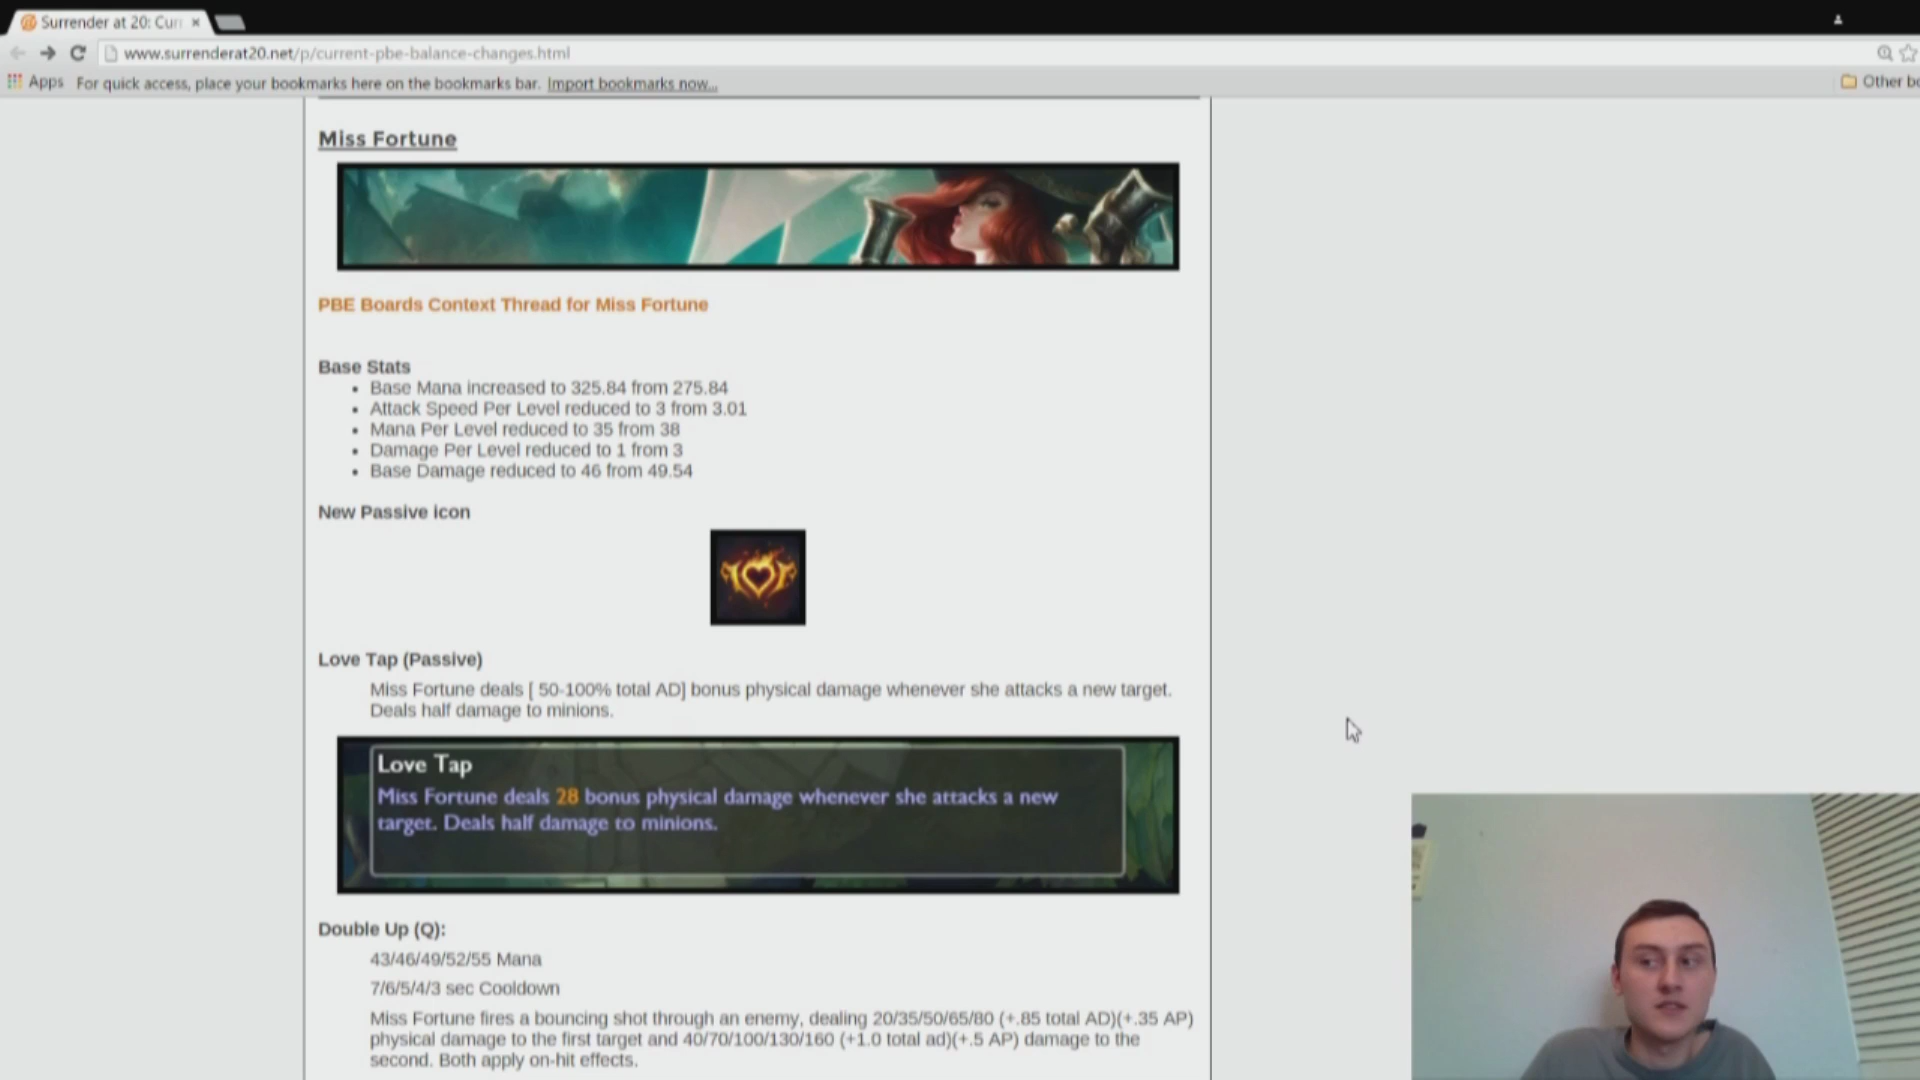 Surrender at 20: Curr
www.surrenderat20.net/p/current-pbe-balance-changes.html
Apps For quick access, place your bookmarks here on the bookmarks bar. Import bookmarks now...
Other bo
Miss Fortune
PBE Boards Context Thread for Miss Fortune
Base Stats
• Base Mana increased to 325.84 from 275.84
• Attack Speed Per Level reduced to 3 from 3.01
• Mana Per Level reduced to 35 from 38
• Damage Per Level reduced to 1 from 3
• Base Damage reduced to 46 from 49.54
New Passive icon
Love Tap (Passive)
Miss Fortune deals [ 50-100% total AD] bonus physical damage whenever she attacks a new target.
Deals half damage to minions.
Love Tap
Miss Fortune deals 28 bonus physical damage whenever she attacks a new
target. Deals half damage to minions.
Double Up (Q):
43/46/49/52/55 Mana
7/6/5/4/3 sec Cooldown
Miss Fortune fires a bouncing shot through an enemy, dealing 20/35/50/65/80 (+.85 total AD)(+.35 AP)
physical damage to the first target and 40/70/100/130/160 (+1.0 total ad)(+.5 AP) damage to the
second. Both apply on-hit effects.